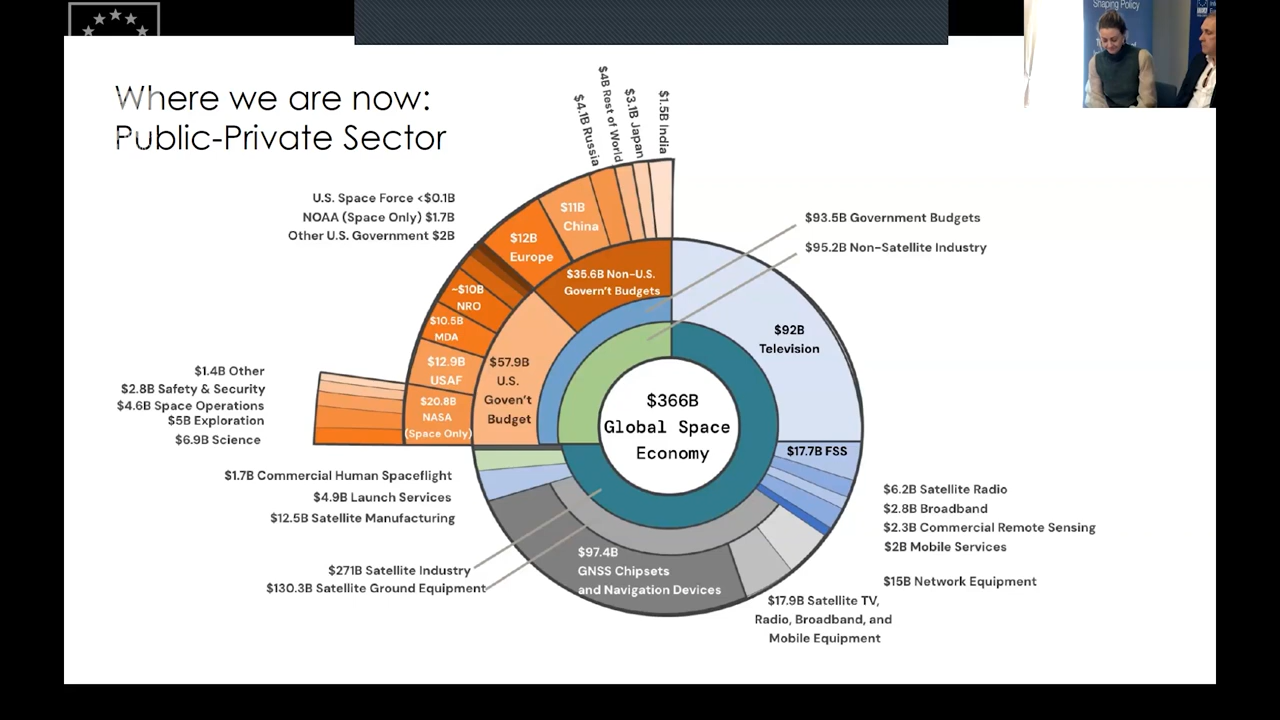 Shaping Policy
Where we are now:
Public-Private Sector
$4.1B Russia
$4B Rest of World
$3.1B Japan
$1.5B India
U.S. Space Force <$0.1B
NOAA (Space Only) $1.7B
Other U.S. Government $2B
$11B
China
$12B
Europe
$35.6B Non-U.S.
Govern't Budgets
$93.5B Government Budgets
$95.2B Non-Satellite Industry
~$10B
NRO
$10.5B
MDA
$12.9B
USAF
$20.8B
NASA
(Space Only)
$57.9B
U.S.
Goven't
Budget
$92B
Television
$1.4B Other
$2.8B Safety & Security
$4.6B Space Operations
$5B Exploration
$6.9B Science
$366B
Global Space
Economy
$17.7B FSS
$1.7B Commercial Human Spaceflight
$4.9B Launch Services
$12.5B Satellite Manufacturing
$6.2B Satellite Radio
$2.8B Broadband
$2.3B Commercial Remote Sensing
$2B Mobile Services
$271B Satellite Industry
$130.3B Satellite Ground Equipment
$97.4B
GNSS Chipsets
and Navigation Devices
$15B Network Equipment
$17.9B Satellite TV,
Radio, Broadband, and
Mobile Equipment